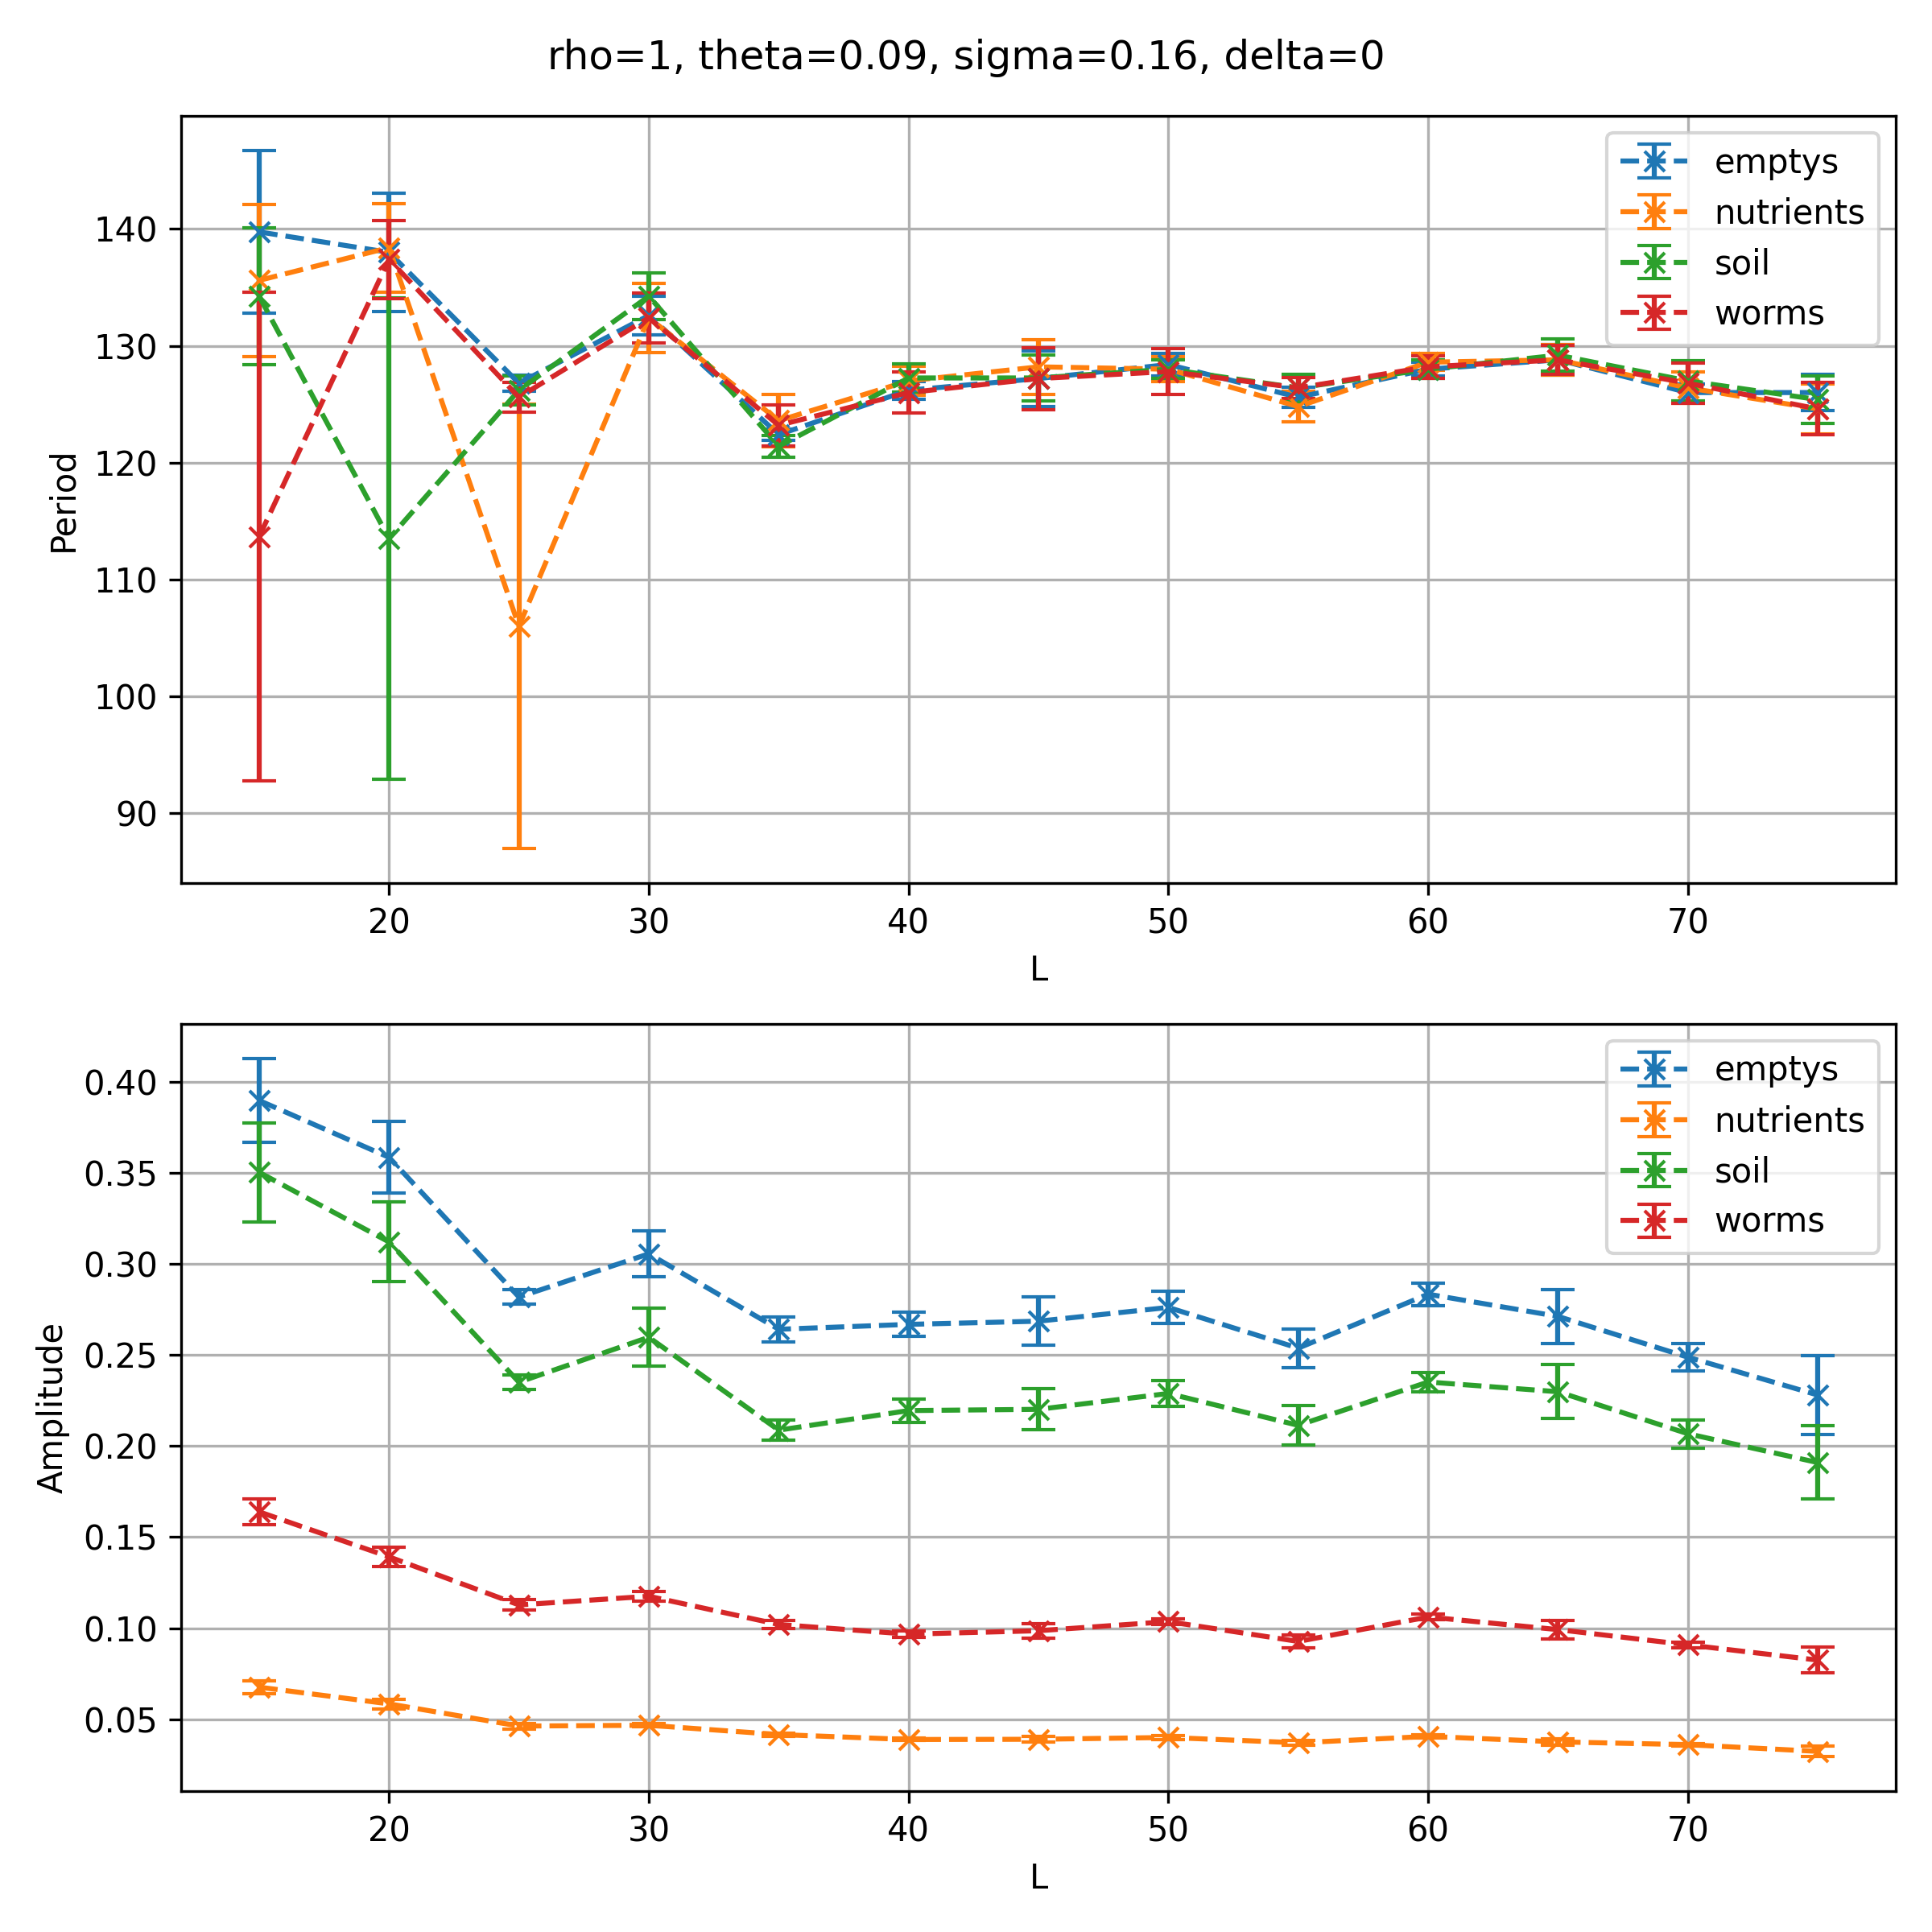 rho=1, theta=0.09, sigma=0.16, delta=0
emptys
nutrients
soil
worms
Period
140
130
120
110
100
90
20 30 40 50 60 70
L
emptys
nutrients
soil
worms
Amplitude
0.40
0.35
0.30
0.25
0.20
0.15
0.10
0.05
20 30 40 50 60 70
L